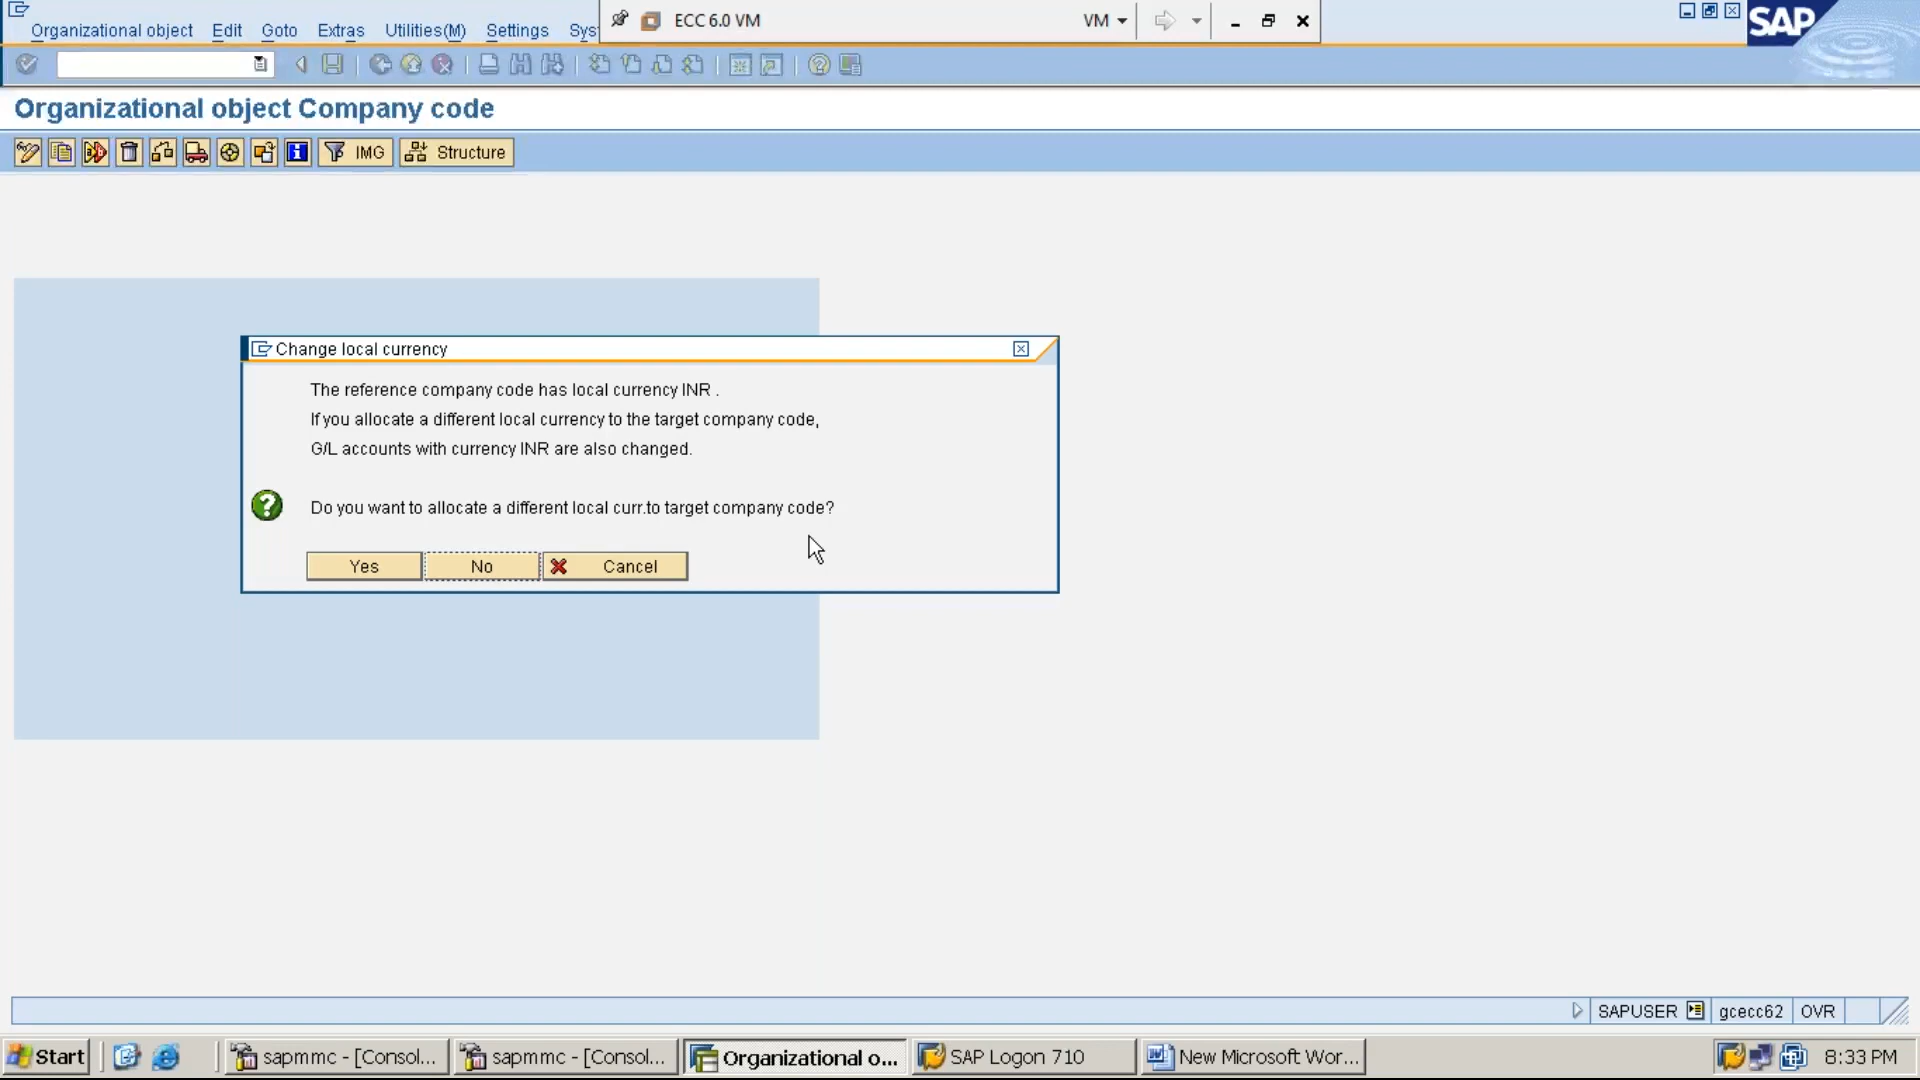 Organizational object Edit Goto Extras Utilities(M) Settings Sys
ECC 6.0 VM
VM
SAP
Organizational object Company code
IMG
Structure
Change local currency
The reference company code has local currency INR .
If you allocate a different local currency to the target company code,
G/L accounts with currency INR are also changed.
Do you want to allocate a different local curr.to target company code?
Yes
No
Cancel
SAPUSER
gcecc62
OVR
Start
sapmmc - [Consol...
sapmmc - [Consol...
Organizational o...
SAP Logon 710
New Microsoft Wor...
8:33 PM